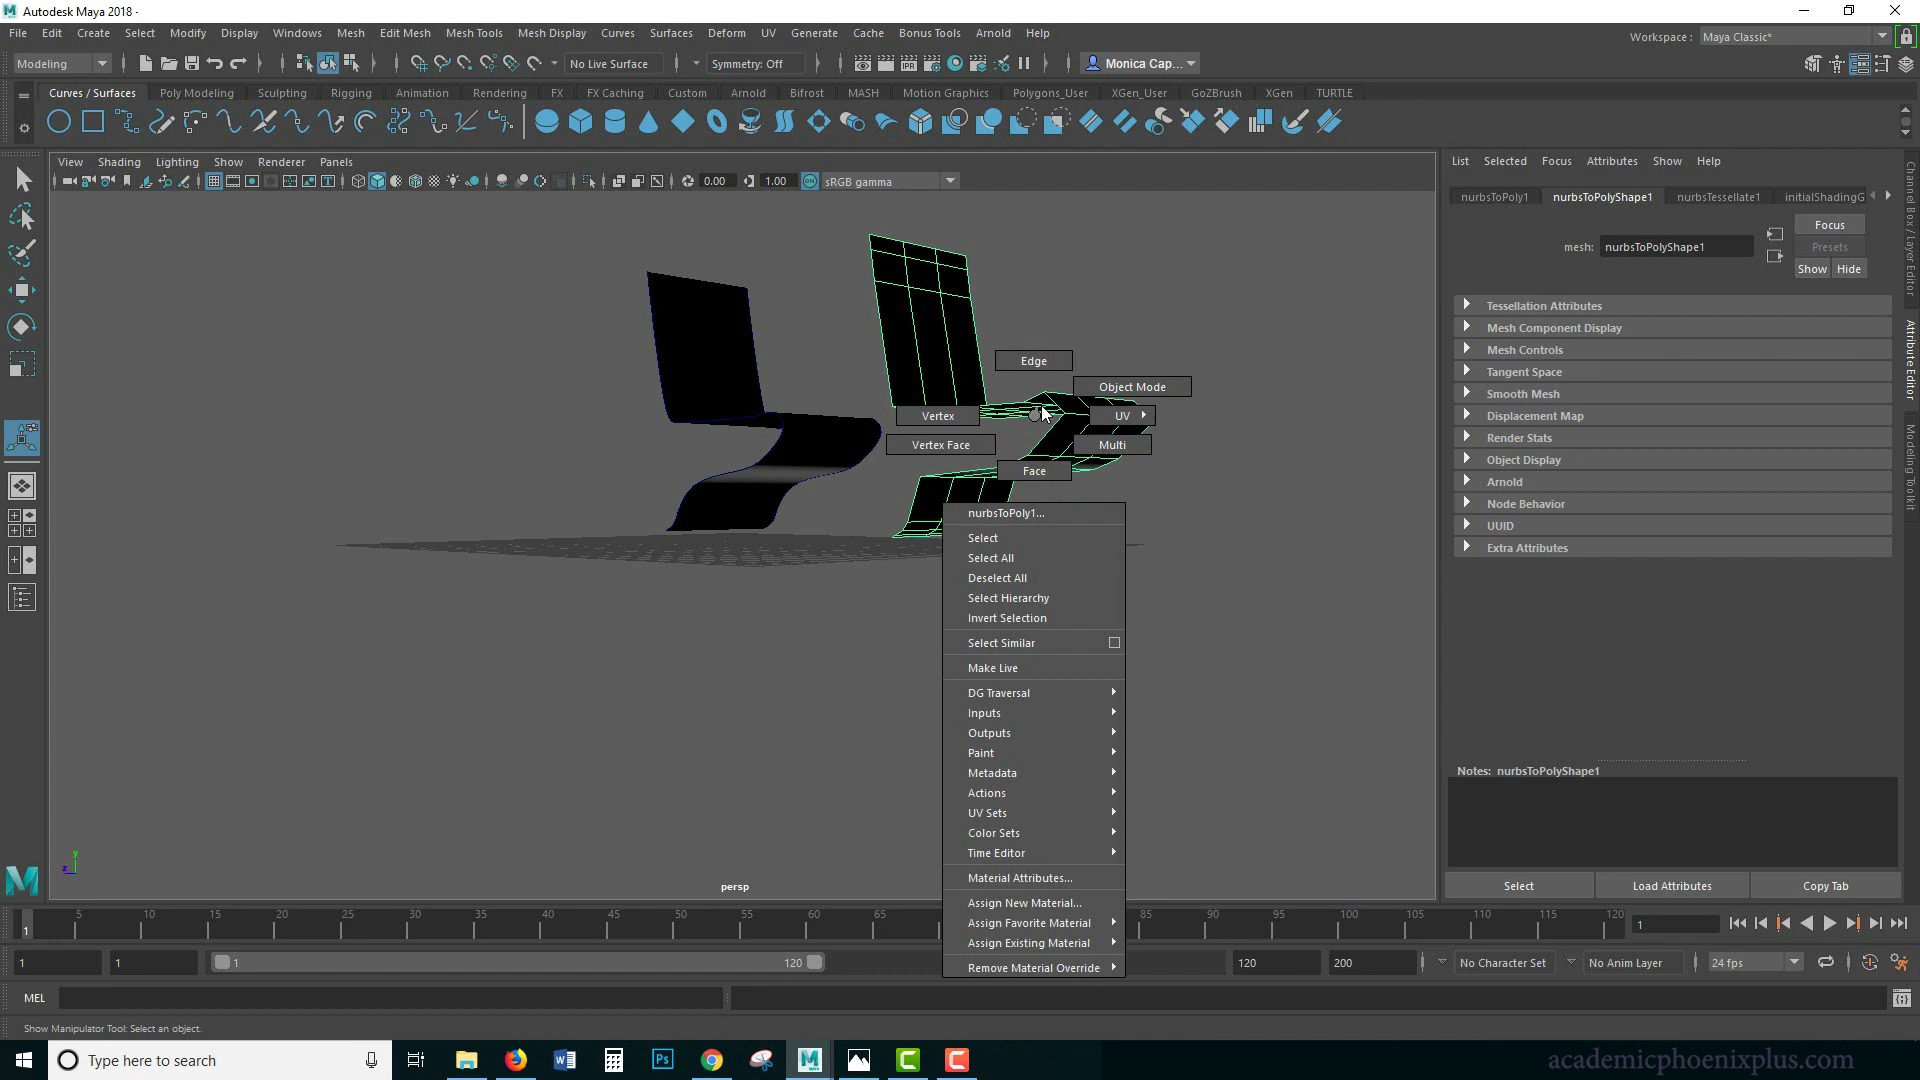 Autodesk Maya 2018 -
File Edit Create Select Modify Display Windows Mesh Edit Mesh Mesh Tools Mesh Display Curves Surfaces Deform UV Generate Cache Bonus Tools Arnold Help
Workspace : Maya Classic*
Modeling No Live Surface Symmetry: Off Monica Cap...
Curves / Surfaces Poly Modeling Sculpting Rigging Animation Rendering FX FX Caching Custom Arnold Bifrost MASH Motion Graphics Polygons_User XGen_User GoZBrush XGen TURTLE
View Shading Lighting Show Renderer Panels
0.00 1.00 ON sRGB gamma
List Selected Focus Attributes Show Help
nurbsToPoly1 nurbsToPolyShape1 nurbsTessellate1 initialShadingG
Focus
mesh: nurbsToPolyShape1 Presets
Show Hide
Tessellation Attributes
Mesh Component Display
Mesh Controls
Tangent Space
Smooth Mesh
Displacement Map
Render Stats
Object Display
Arnold
Node Behavior
UUID
Extra Attributes
Channel Box / Layer Editor
Attribute Editor
Modeling Toolkit
Edge
Object Mode
Vertex UV
Vertex Face Multi
Face
nurbsToPoly1...
Select
Select All
Deselect All
Select Hierarchy
Invert Selection
Select Similar
Make Live
DG Traversal
Inputs
Outputs
Paint
Metadata
Actions
UV Sets
Color Sets
Time Editor
Material Attributes...
Assign New Material...
Assign Favorite Material
Assign Existing Material
Remove Material Override
y
z
persp
Notes: nurbsToPolyShape1
Select Load Attributes Copy Tab
5 10 15 20 25 30 35 40 45 50 55 60 65 85 90 95 100 105 110 115 120
1 1
1 1 1 120 120 200 No Character Set No Anim Layer 24 fps
MEL
Show Manipulator Tool: Select an object.
Type here to search
academicphoenixplus.com